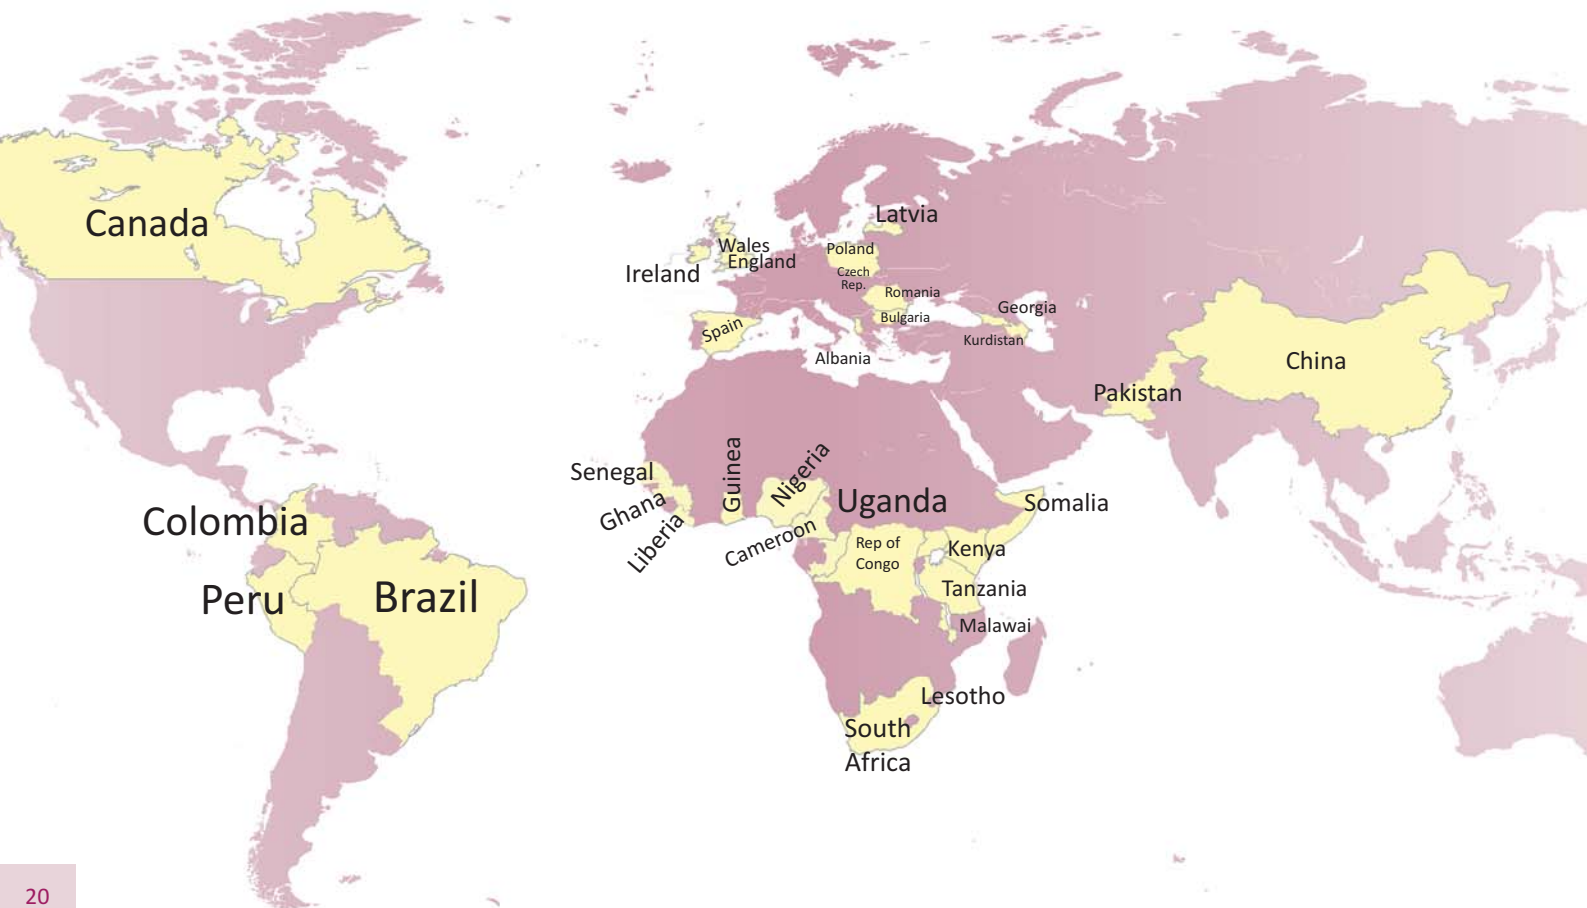 Canada
Latvia
Wales
England
Ireland
Poland
Czech
Rep.
Romania
Bulgaria
Georgia
Kurdistan
Spain
Albania
China
Pakistan
Senegal
Ghana
Liberia
Guinea
Nigeria
Cameroon
Uganda
Somalia
Rep of
Congo
Kenya
Tanzania
Malawai
Colombia
Peru
Brazil
Lesotho
South
Africa
20